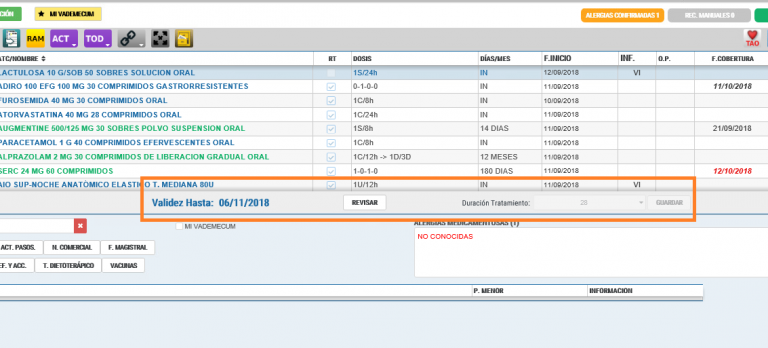 CIÓN ★ MI VADEMECUM ALERGIAS CONFIRMADAS 1 REC. MANUALES 0
RAM ACT TOD TAO
ATC/NOMBRE RT DOSIS DÍAS/MES F.INICIO INF. O.P. F.COBERTURA
LACTULOSA 10 G/SOB 50 SOBRES SOLUCION ORAL 1S/24h IN 12/09/2018 VI
ADIRO 100 EFG 100 MG 30 COMPRIMIDOS GASTRORRESISTENTES 0-1-0-0 IN 11/09/2018 11/10/2018
FUROSEMIDA 40 MG 30 COMPRIMIDOS ORAL 1C/8h IN 10/09/2018
ATORVASTATINA 40 MG 28 COMPRIMIDOS ORAL 1C/24h IN 11/09/2018
AUGMENTINE 500/125 MG 30 SOBRES POLVO SUSPENSION ORAL 1S/8h 14 DIAS 11/09/2018 21/09/2018
PARACETAMOL 1 G 40 COMPRIMIDOS EFERVESCENTES ORAL 1C/8h IN 11/09/2018
ALPRAZOLAM 2 MG 30 COMPRIMIDOS DE LIBERACION GRADUAL ORAL 1C/12h -> 1D/3D 12 MESES 11/09/2018
SERC 24 MG 60 COMPRIMIDOS 1-0-1-0 180 DIAS 11/09/2018 12/10/2018
AIO SUP-NOCHE ANATÓMICO ELASTICO T. MEDIANA 80U 1U/12h IN 11/09/2018 VI
Validez Hasta: 06/11/2018 REVISAR Duración Tratamiento: 28 GUARDAR
MI VADEMECUM ALERGIAS MEDICAMENTOSAS (1)
NO CONOCIDAS
ACT. PASOS. N. COMERCIAL F. MAGISTRAL
EF. Y ACC. T. DIETOTERÁPICO VACUNAS
P. MENOR INFORMACION